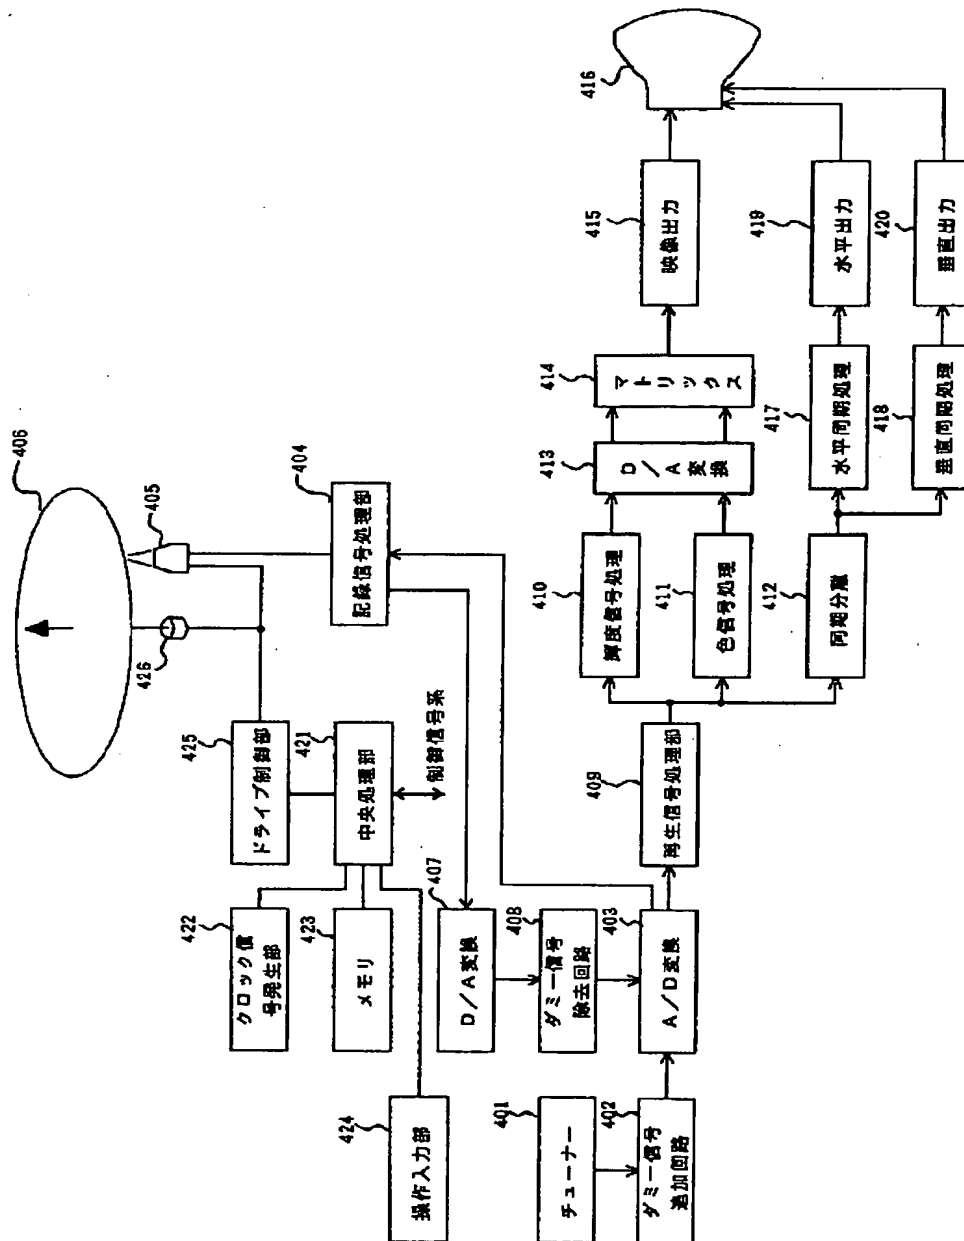 406
405
426
404
記録信号処理部
425
ドライブ制御部
421
中央処理部
制御信号系
422
クロック信
号発生部
423
メモリ
424
操作入力部
407
D/A変換
408
ダミー信号
除去回路
403
A/D変換
401
チューナー
402
ダミー信号
追加回路
409
再生信号処理部
410
輝度信号処理
411
色信号処理
412
同期分離
413
D/A変換
414
マトリックス
415
映像出力
416
417
水平同期処理
418
垂直同期処理
419
水平出力
420
垂直出力